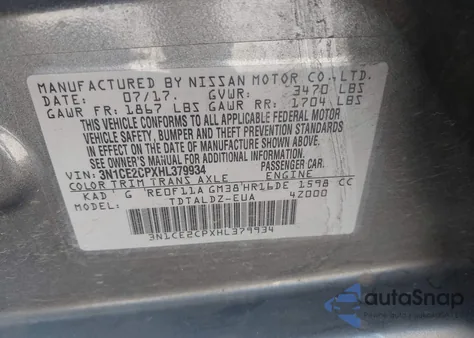 MANUFACTURED BY NISSAN MOTOR CO., LTD.
DATE: 07/17. GVWR: 3470 LBS
GAWR FR: 1867 LBS GAWR RR: 1704 LBS
THIS VEHICLE CONFORMS TO ALL APPLICABLE FEDERAL MOTOR
VEHICLE SAFETY, BUMPER AND THEFT PREVENTION STANDARDS
IN EFFECT ON THE DATE OF MANUFACTURE SHOWN ABOVE.
SEE OWNER'S MANUAL FOR ADDITIONAL INFORMATION.
VIN: 3N1CE2CPXHL379934 PASSENGER CAR.
COLOR TRIM TRANS AXLE ENGINE
KAD G RE0F11A GM38 HR16DE 1598 CC
MODEL: TDTALDZ-EUA 4Z000
3N1CE2CPXHL379934
autoSnap